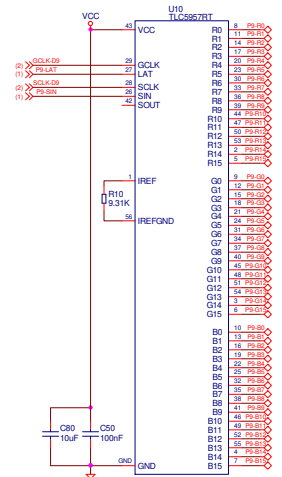 U10
VCC TLC5957RT
43 VCC R0 8 P9-R0
R1 11 P9-R1
R2 14 P9-R2
R3 17 P9-R3
(2) GCLK-D9 29 GCLK R4 20 P9-R4
(1) P9-LAT 27 LAT R5 23 P9-R5
R6 30 P9-R6
(2) SCLK-D9 28 SCLK R7 33 P9-R7
(1) P9-SIN 26 SIN R8 36 P9-R8
42 SOUT R9 39 P9-R9
R10 44 P9-R10
R11 47 P9-R11
R12 50 P9-R12
R13 53 P9-R13
R14 2 P9-R14
R15 5 P9-R15
1 IREF G0 9 P9-G0
G1 12 P9-G1
R10 G2 15 P9-G2
9.31K G3 18 P9-G3
G4 21 P9-G4
56 IREFGND G5 24 P9-G5
G6 31 P9-G6
G7 34 P9-G7
G8 37 P9-G8
G9 40 P9-G9
G10 45 P9-G10
G11 48 P9-G11
G12 51 P9-G12
G13 54 P9-G13
G14 3 P9-G14
G15 6 P9-G15
B0 10 P9-B0
B1 13 P9-B1
B2 16 P9-B2
B3 19 P9-B3
B4 22 P9-B4
B5 25 P9-B5
B6 32 P9-B6
B7 35 P9-B7
B8 38 P9-B8
B9 41 P9-B9
C80 C50 B10 46 P9-B10
10uF 100nF B11 49 P9-B11
B12 52 P9-B12
B13 55 P9-B13
B14 4 P9-B14
GND GND B15 7 P9-B15